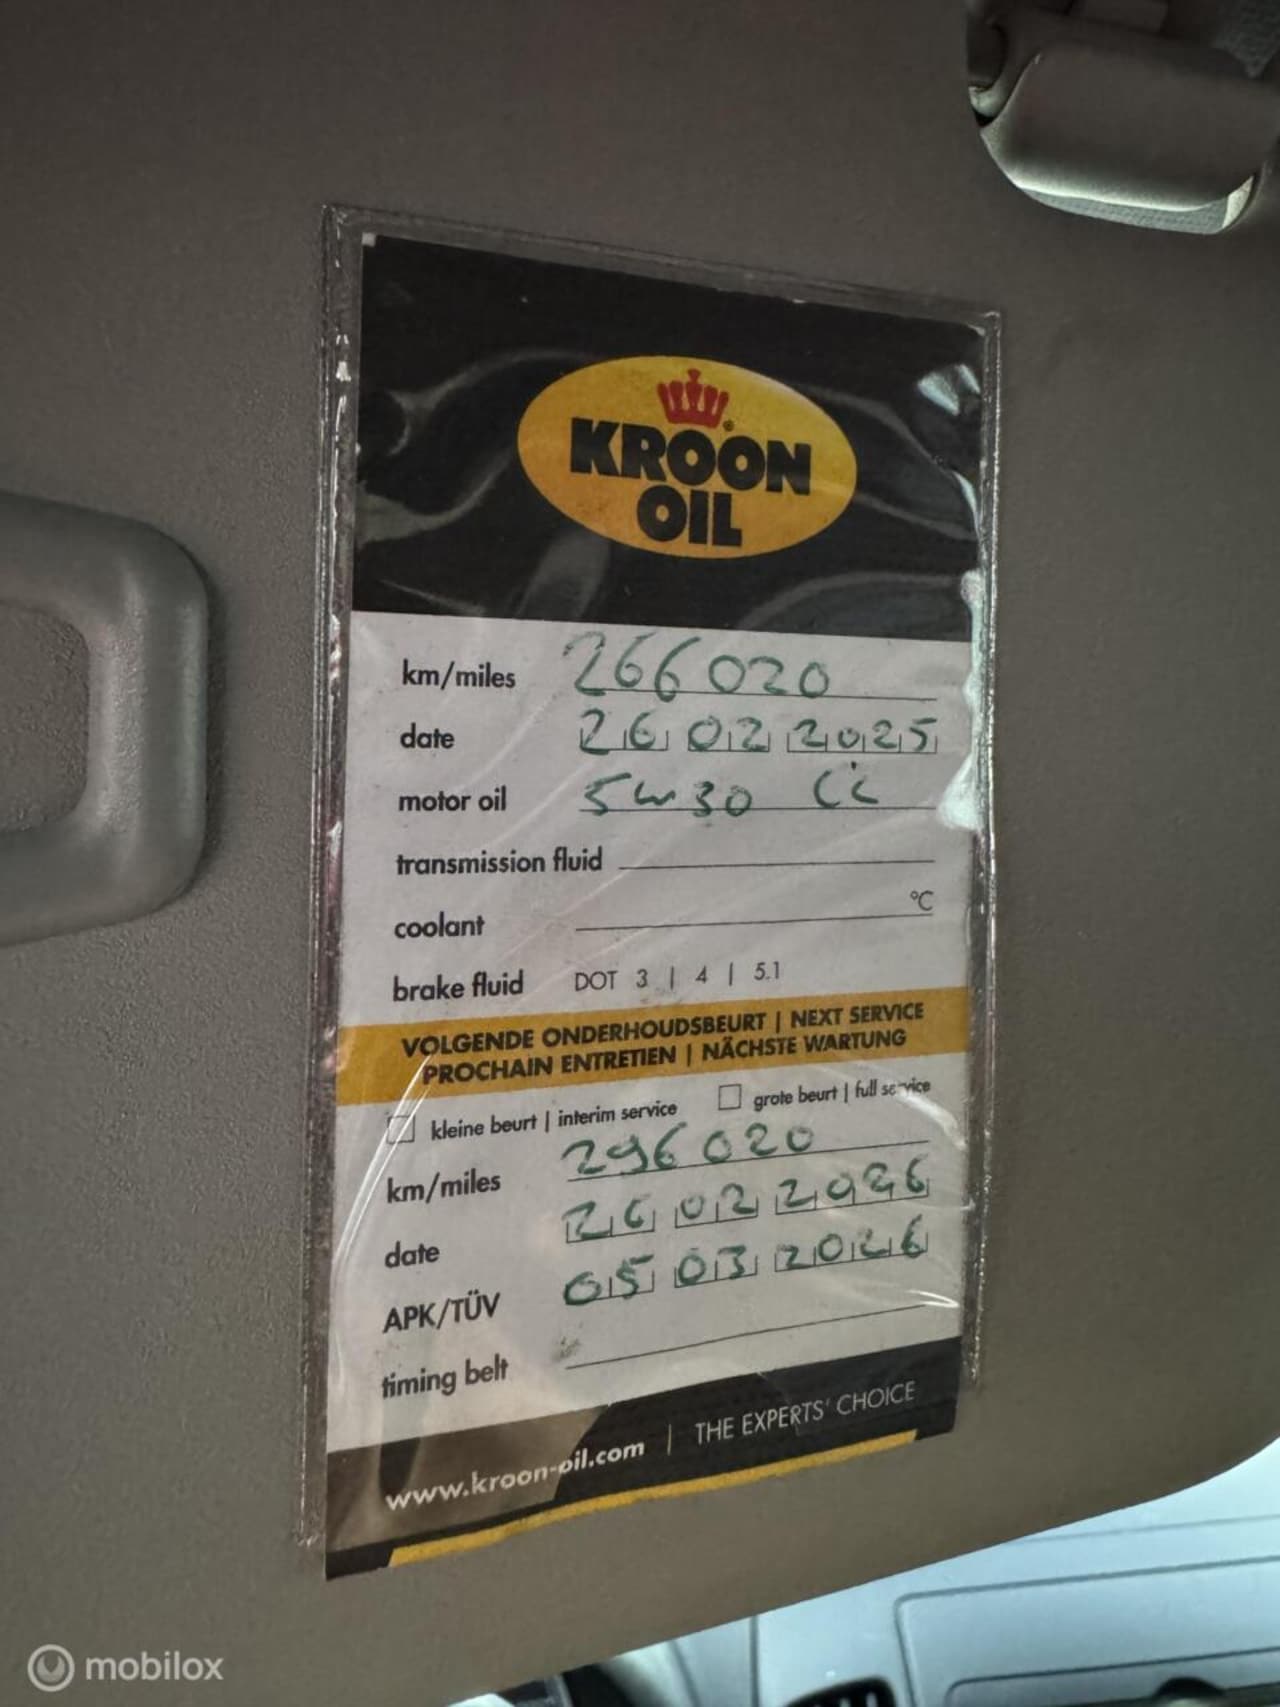 KROON
OIL
km/miles 266020
date 26 02 2025
motor oil 5w30
transmission fluid
°C
coolant
brake fluid DOT 3 | 4 | 5.1
VOLGENDE ONDERHOUDSBEURT | NEXT SERVICE
PROCHAIN ENTRETIEN | NÄCHSTE WARTUNG
kleine beurt | interim service grote beurt | full service
km/miles 296020
date 26 02 2026
APK/TÜV 05 03 2026
timing belt
www.kroon-oil.com | THE EXPERTS' CHOICE
mobilox